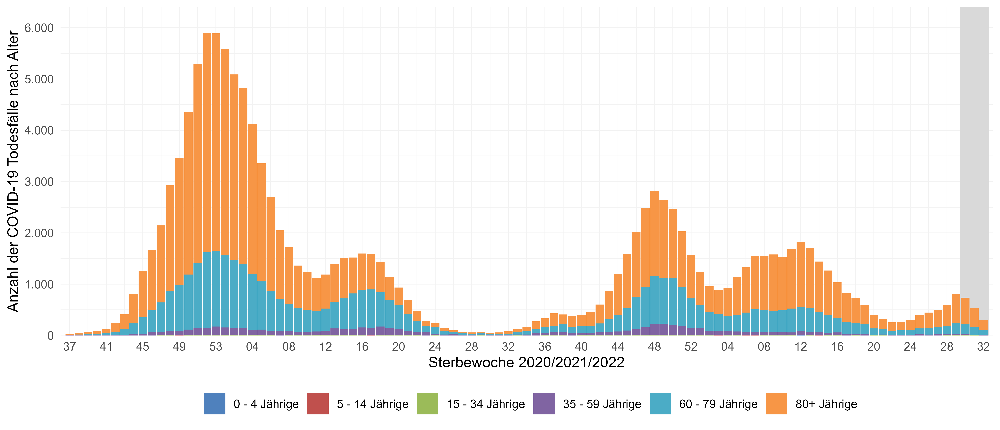 Anzahl der COVID-19 Todesfälle nach Alter
6.000
5.000
4.000
3.000
2.000
1.000
0
37 41 45 49 53 04 08 12 16 20 24 28 32 36 40 44 48 52 04 08 12 16 20 24 28 32
Sterbewoche 2020/2021/2022
0 - 4 Jährige 5 - 14 Jährige 15 - 34 Jährige 35 - 59 Jährige 60 - 79 Jährige 80+ Jährige